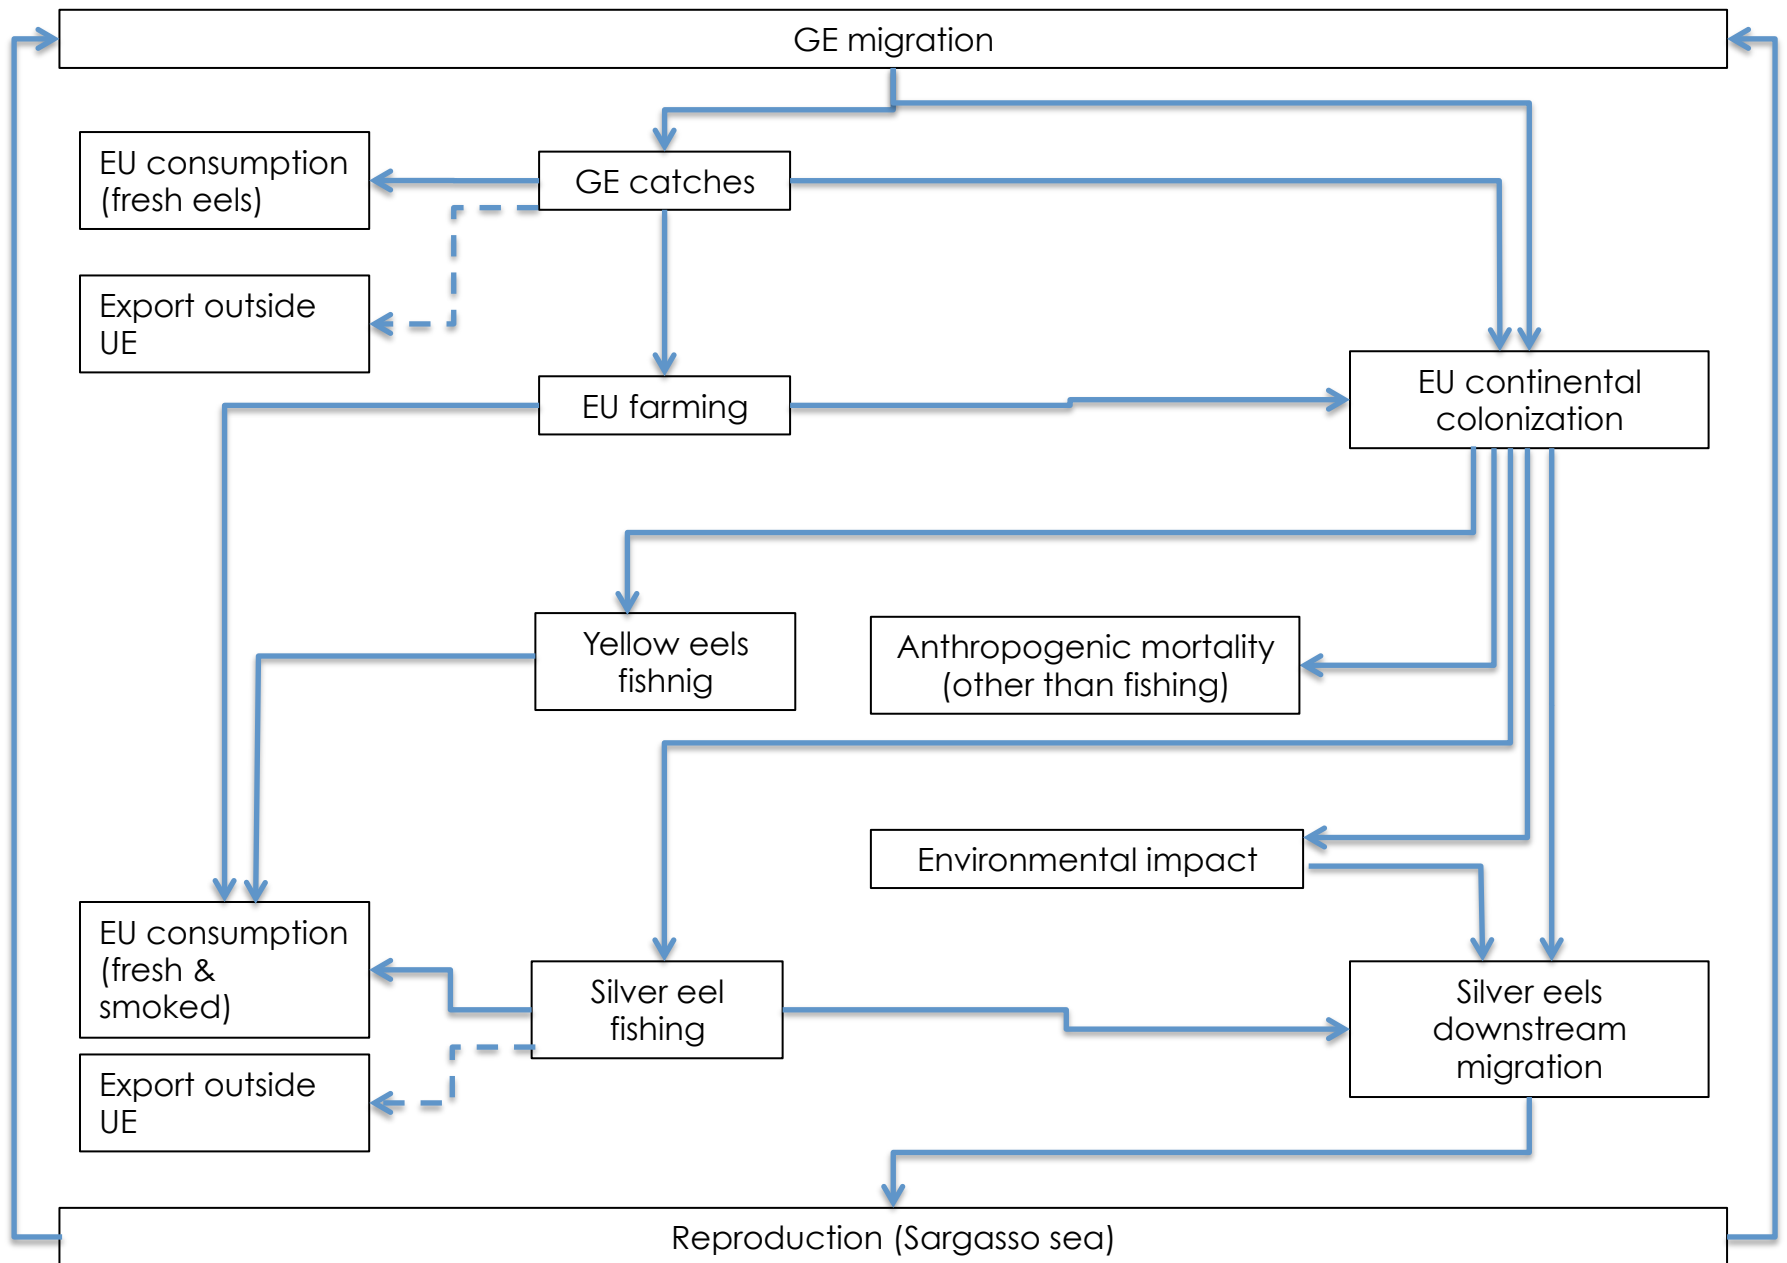 GE migration
EU consumption
(fresh eels)
GE catches
Export outside
UE
EU farming
EU continental
colonization
Yellow eels
fishnig
Anthropogenic mortality
(other than fishing)
Environmental impact
EU consumption
(fresh &
smoked)
Silver eel
fishing
Silver eels
downstream
migration
Export outside
UE
Reproduction (Sargasso sea)